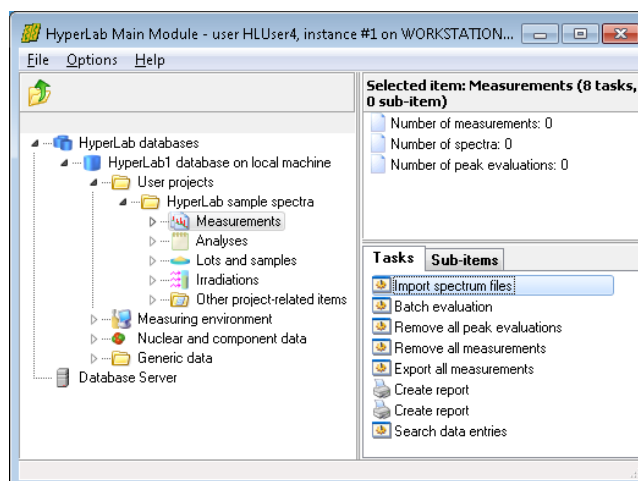 HyperLab Main Module - user HLUser4, instance #1 on WORKSTATION...
File Options Help
HyperLab databases
HyperLab1 database on local machine
User projects
HyperLab sample spectra
Measurements
Analyses
Lots and samples
Irradiations
Other project-related items
Measuring environment
Nuclear and component data
Generic data
Database Server
Selected item: Measurements (8 tasks,
0 sub-item)
Number of measurements: 0
Number of spectra: 0
Number of peak evaluations: 0
Tasks Sub-items
Import spectrum files
Batch evaluation
Remove all peak evaluations
Remove all measurements
Export all measurements
Create report
Create report
Search data entries